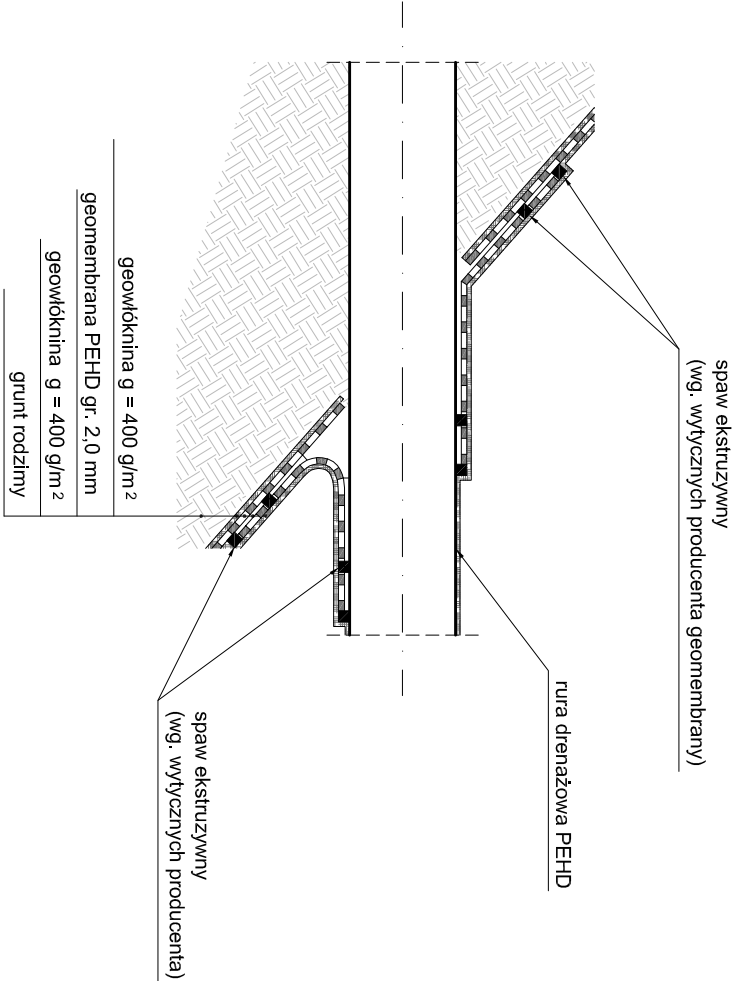 spaw ekstruzywny
(wg. wytycznych producenta geomembrany)
rura drenażowa PEHD
spaw ekstruzywny
(wg. wytycznych producenta)
geowłóknina g = 400 g/m²
geomembrana PEHD gr. 2,0 mm
geowłóknina g = 400 g/m²
grunt rodzimy